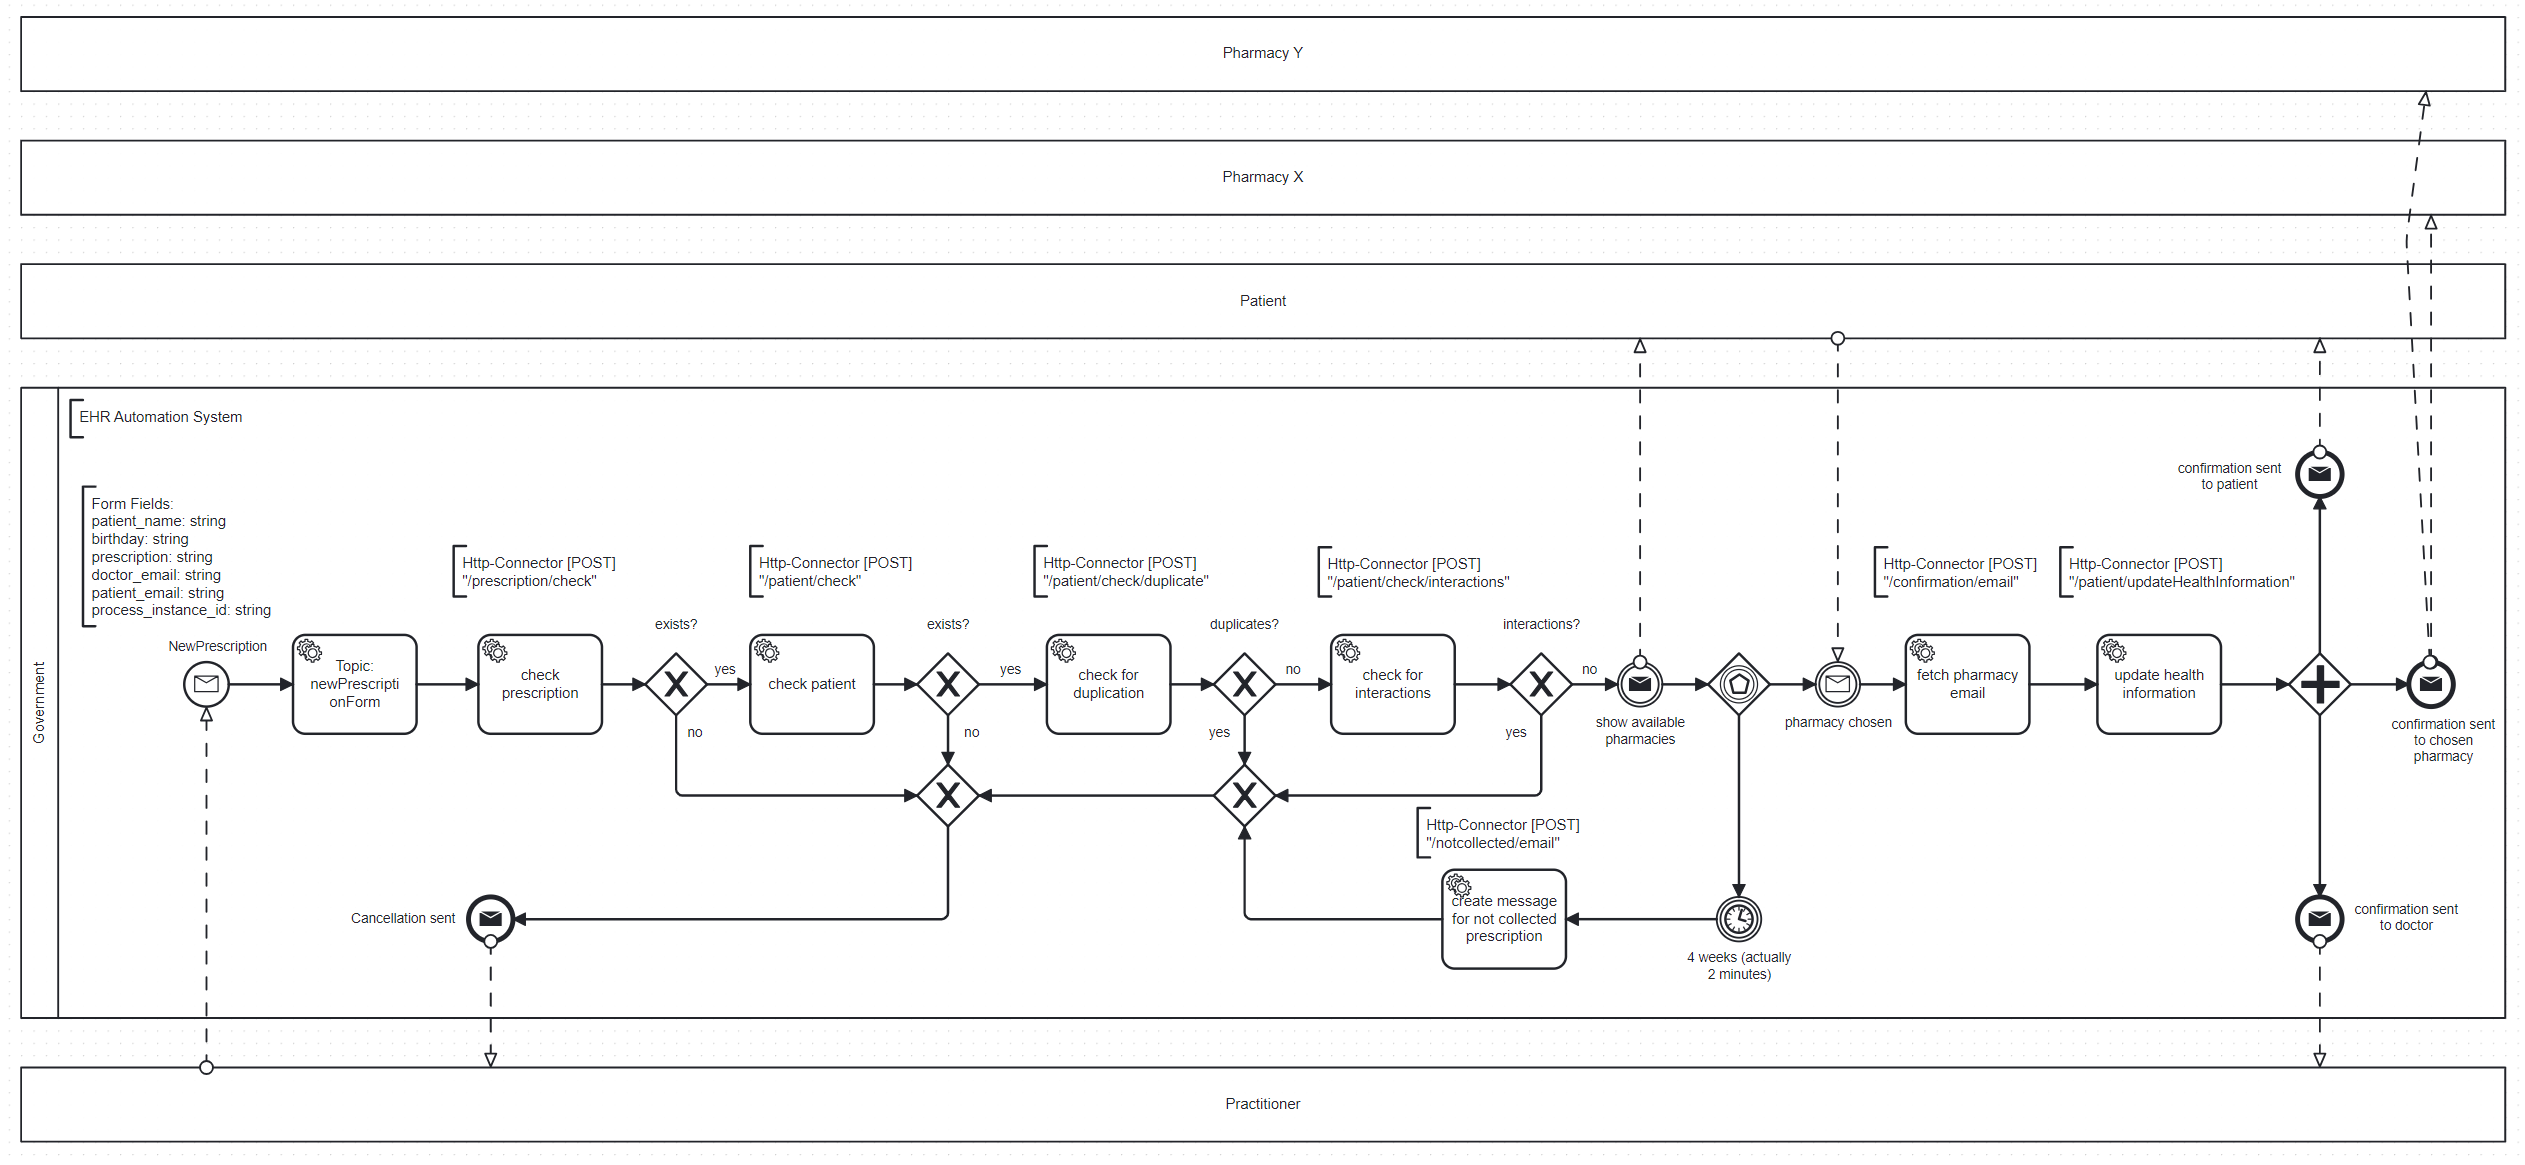 Pharmacy Y
Pharmacy X
Patient
Government
EHR Automation System
Form Fields:
patient_name: string
birthday: string
prescription: string
doctor_email: string
patient_email: string
process_instance_id: string
NewPrescription
Topic:
newPrescripti
onForm
Http-Connector [POST]
"/prescription/check"
check
prescription
exists?
yes
no
Http-Connector [POST]
"/patient/check"
check patient
exists?
yes
no
Http-Connector [POST]
"/patient/check/duplicate"
check for
duplication
duplicates?
no
yes
Http-Connector [POST]
"/patient/check/interactions"
check for
interactions
interactions?
no
yes
show available
pharmacies
pharmacy chosen
Http-Connector [POST]
"/confirmation/email"
fetch pharmacy
email
Http-Connector [POST]
"/patient/updateHealthInformation"
update health
information
confirmation sent
to patient
confirmation sent
to chosen
pharmacy
confirmation sent
to doctor
Http-Connector [POST]
"/notcollected/email"
create message
for not collected
prescription
4 weeks (actually
2 minutes)
Cancellation sent
Practitioner